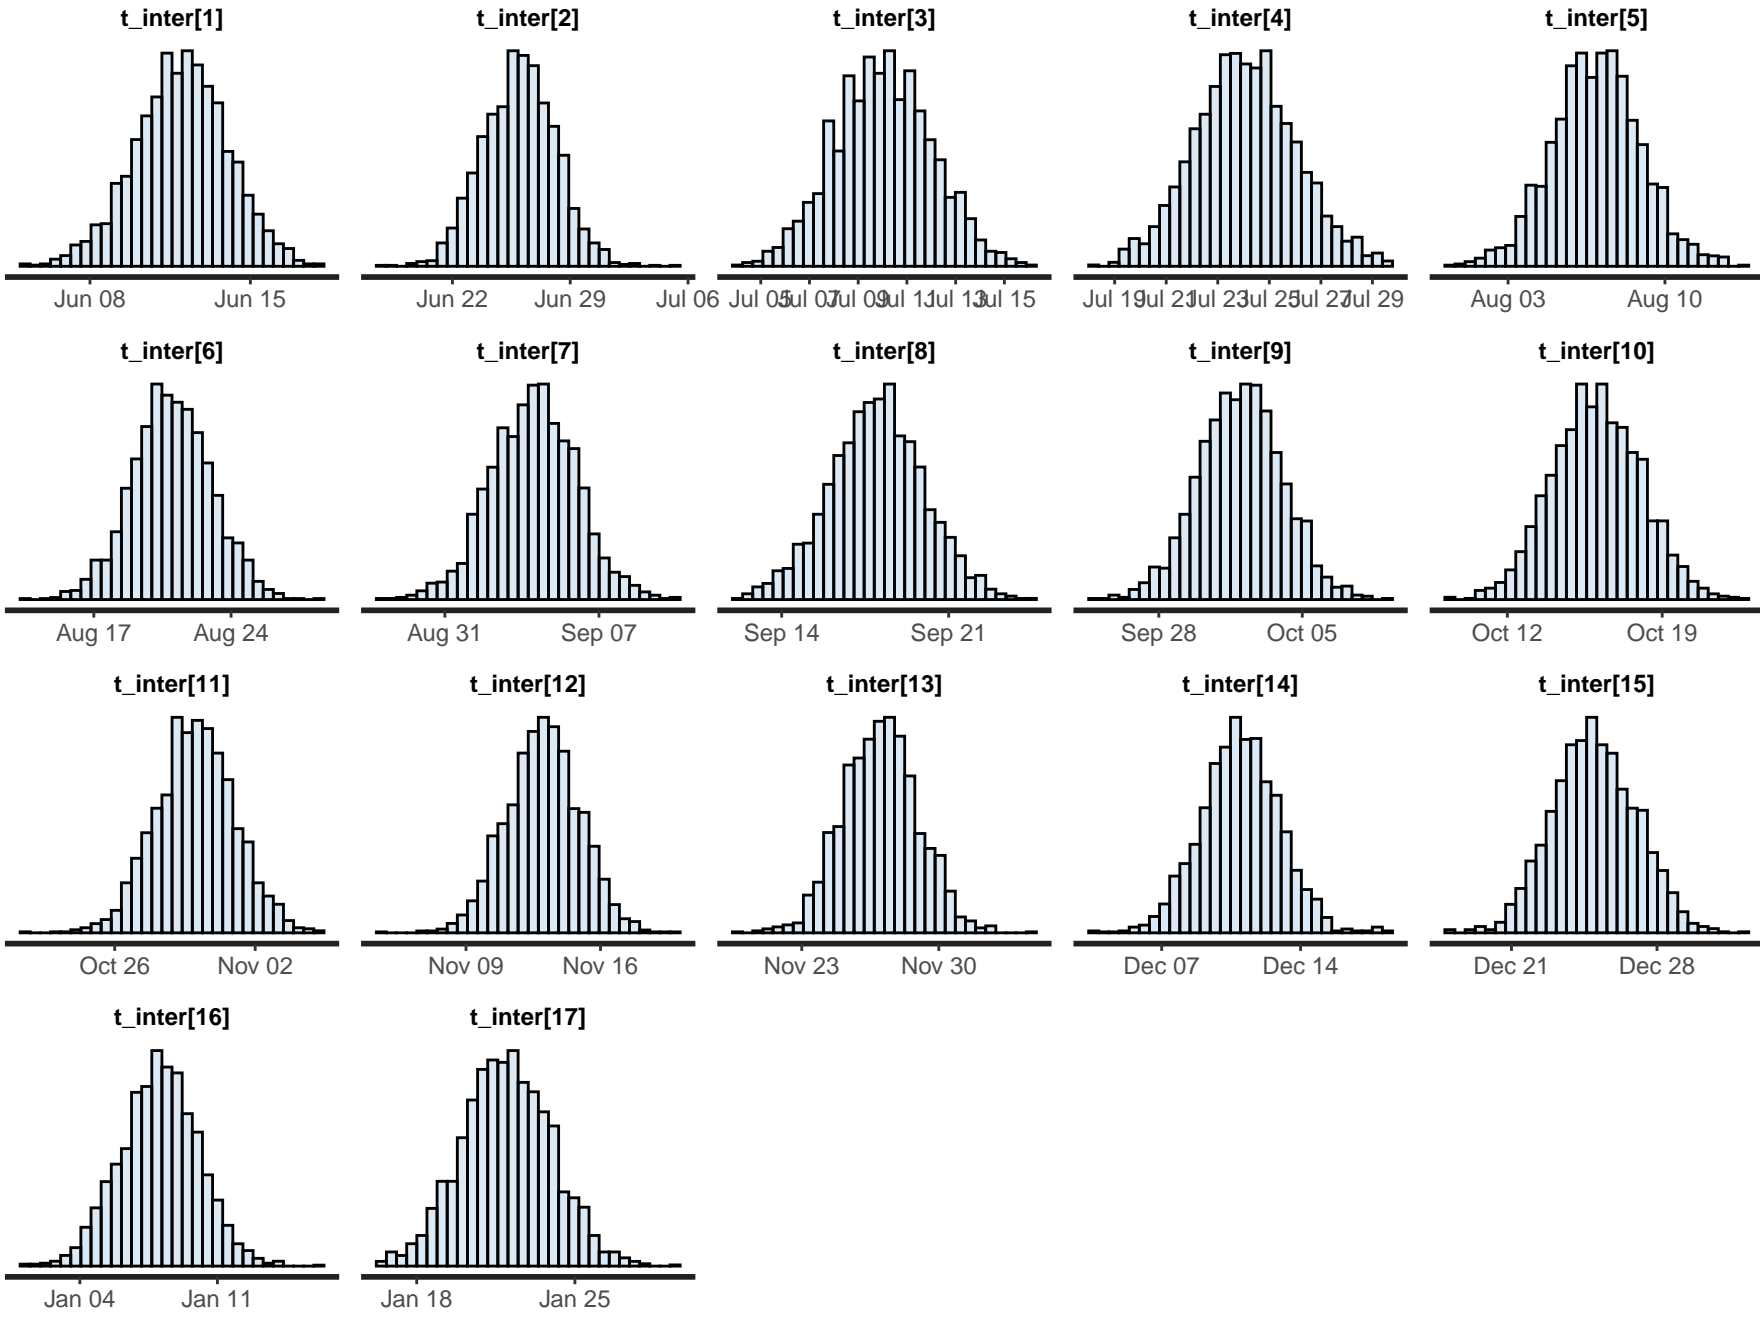 t_inter[1] t_inter[2] t_inter[3] t_inter[4] t_inter[5]
Jun 08 Jun 15 Jun 22 Jun 29 Jul 06 Jul 05 Jul 07 Jul 09 Jul 11 Jul 13 Jul 15 Jul 19 Jul 21 Jul 23 Jul 25 Jul 27 Jul 29 Aug 03 Aug 10
t_inter[6] t_inter[7] t_inter[8] t_inter[9] t_inter[10]
Aug 17 Aug 24 Aug 31 Sep 07 Sep 14 Sep 21 Sep 28 Oct 05 Oct 12 Oct 19
t_inter[11] t_inter[12] t_inter[13] t_inter[14] t_inter[15]
Oct 26 Nov 02 Nov 09 Nov 16 Nov 23 Nov 30 Dec 07 Dec 14 Dec 21 Dec 28
t_inter[16] t_inter[17]
Jan 04 Jan 11 Jan 18 Jan 25